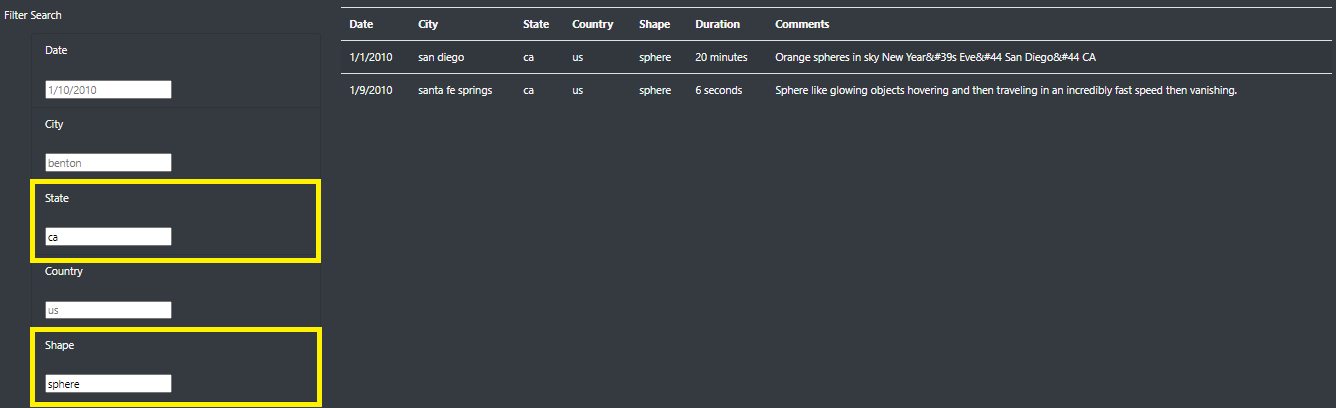 Filter Search
Date
1/10/2010
City
benton
State
ca
Country
us
Shape
sphere
Date City State Country Shape Duration Comments
1/1/2010 san diego ca us sphere 20 minutes Orange spheres in sky New Year&#39s Eve&#44 San Diego&#44 CA
1/9/2010 santa fe springs ca us sphere 6 seconds Sphere like glowing objects hovering and then traveling in an incredibly fast speed then vanishing.